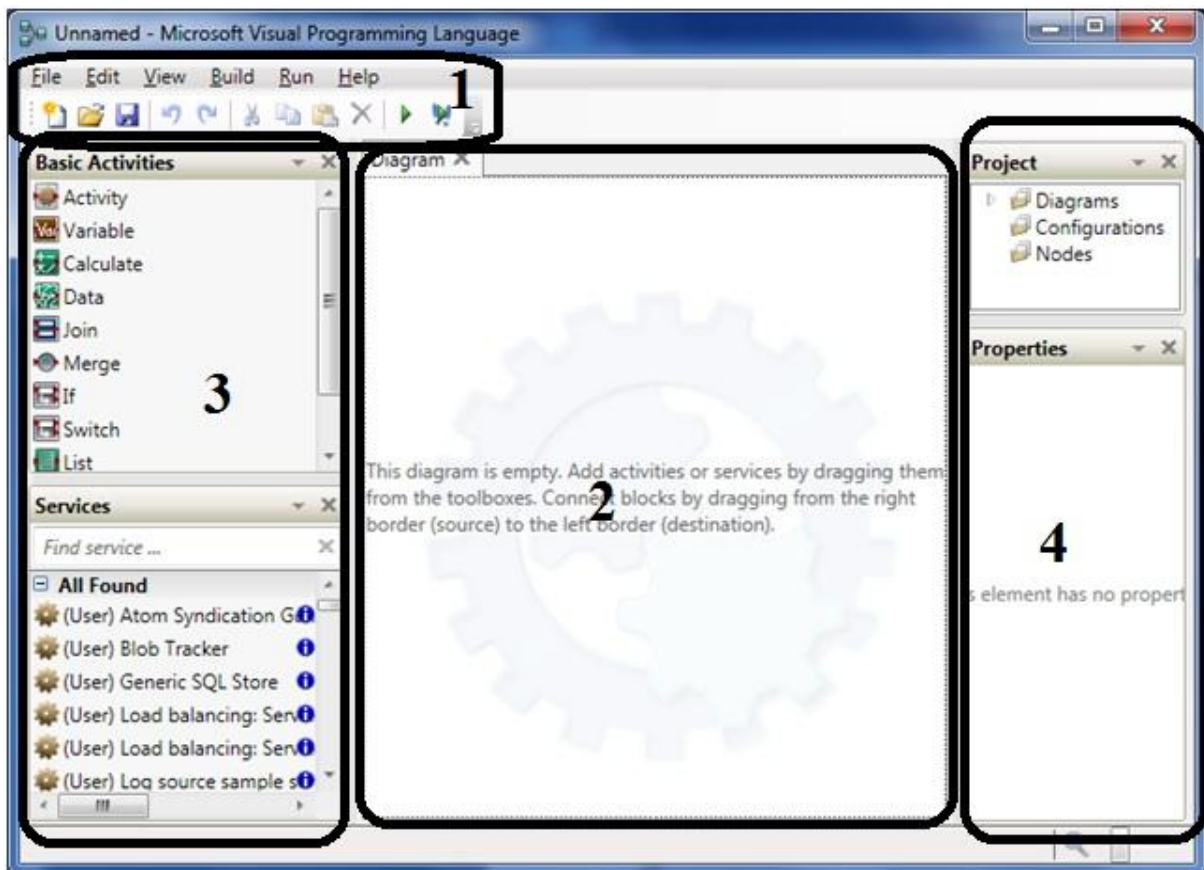 Unnamed - Microsoft Visual Programming Language
File Edit View Build Run Help
1
Basic Activities
Activity
Variable
Calculate
Data
Join
Merge
If
Switch
List
3
Services
Find service ...
All Found
(User) Atom Syndication G
(User) Blob Tracker
(User) Generic SQL Store
(User) Load balancing: Serv
(User) Load balancing: Serv
(User) Log source sample s
Diagram
This diagram is empty. Add activities or services by dragging them
from the toolboxes. Connect blocks by dragging from the right
border (source) to the left border (destination).
2
Project
Diagrams
Configurations
Nodes
Properties
4
s element has no propert